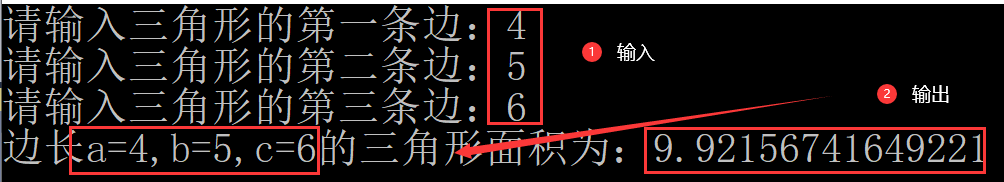 请输入三角形的第一条边：4
请输入三角形的第二条边：5
请输入三角形的第三条边：6
边长a=4,b=5,c=6的三角形面积为：9.92156741649221
1 输入
2 输出